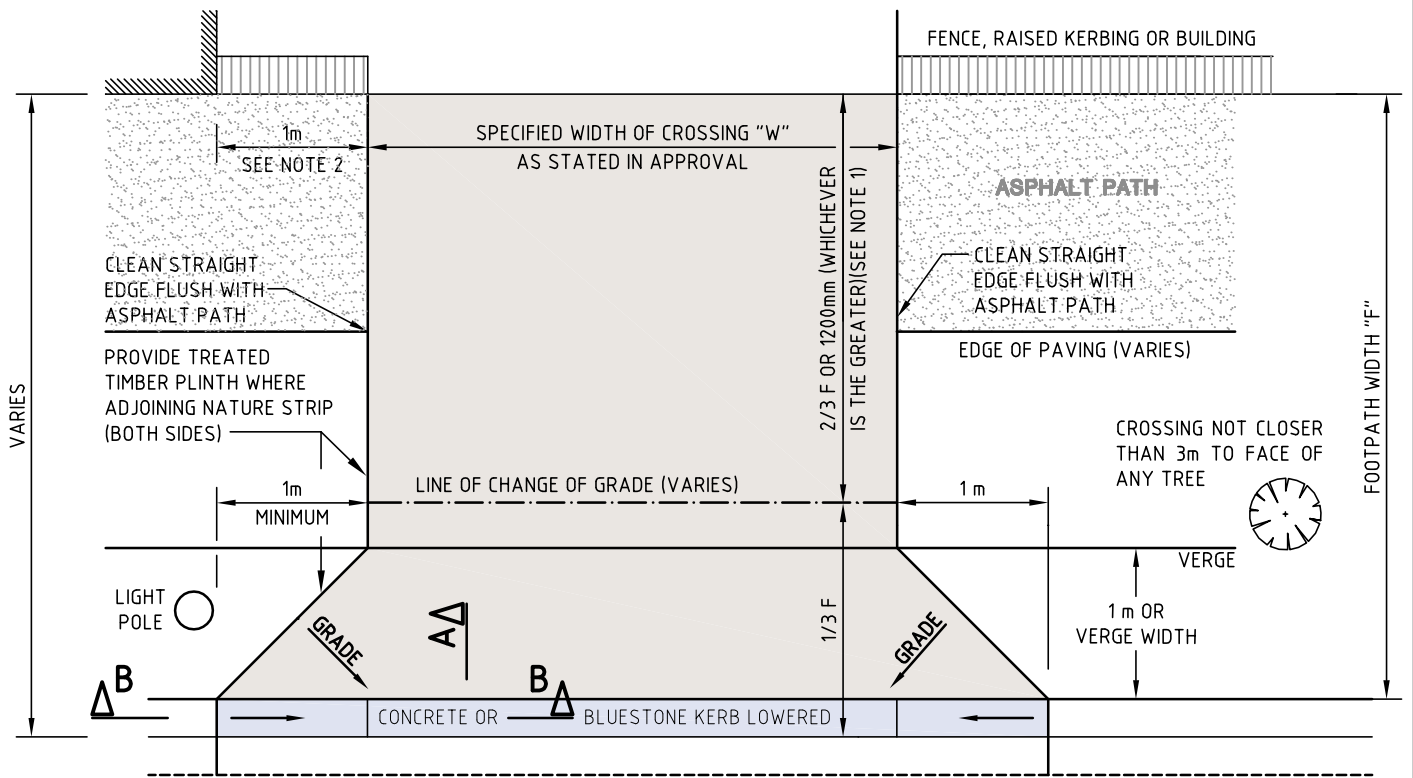 FENCE, RAISED KERBING OR BUILDING
1m
SEE NOTE 2
SPECIFIED WIDTH OF CROSSING "W"
AS STATED IN APPROVAL
2/3 F OR 1200mm (WHICHEVER
IS THE GREATER)(SEE NOTE 1)
ASPHALT PATH
CLEAN STRAIGHT
EDGE FLUSH WITH
ASPHALT PATH
CLEAN STRAIGHT
EDGE FLUSH WITH
ASPHALT PATH
EDGE OF PAVING (VARIES)
PROVIDE TREATED
TIMBER PLINTH WHERE
ADJOINING NATURE STRIP
(BOTH SIDES)
VARIES
FOOTPATH WIDTH "F"
CROSSING NOT CLOSER
THAN 3m TO FACE OF
ANY TREE
1m
MINIMUM
LINE OF CHANGE OF GRADE (VARIES)
1 m
VERGE
LIGHT
POLE
GRADE
A
1/3 F
GRADE
1 m OR
VERGE WIDTH
B
B
CONCRETE OR
BLUESTONE KERB LOWERED